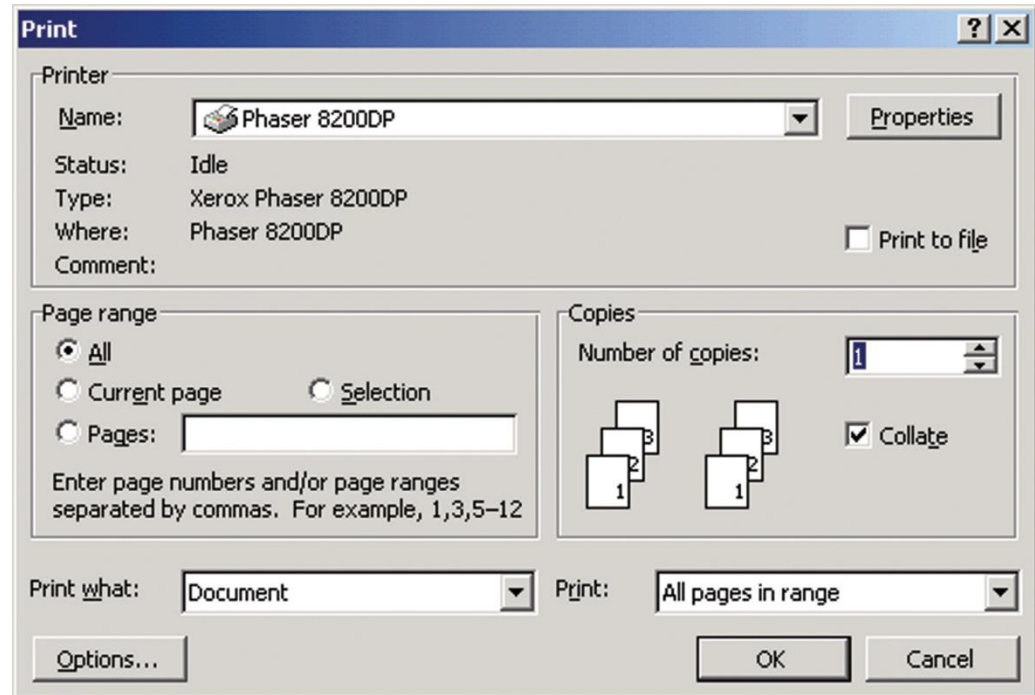 Print
Printer
Name: Phaser 8200DP Properties
Status: Idle
Type: Xerox Phaser 8200DP
Where: Phaser 8200DP Print to file
Comment:
Page range
All
Current page Selection
Pages:
Enter page numbers and/or page ranges
separated by commas. For example, 1,3,5–12
Copies
Number of copies: 1
3 3
2 2
1 1
Collate
Print what: Document Print: All pages in range
Options... OK Cancel